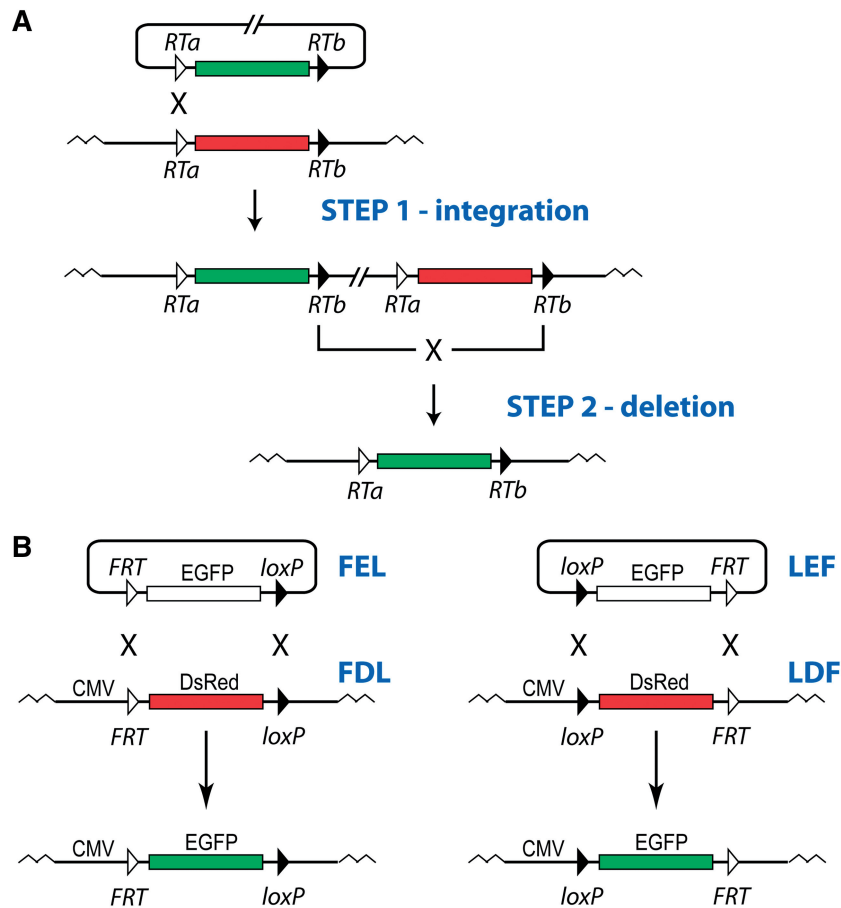 A
RTa RTb
X
RTa RTb
STEP 1 - integration
RTa RTb RTa RTb
X
STEP 2 - deletion
RTa RTb
B
FRT EGFP loxP FEL
X X
CMV DsRed FDL
FRT loxP
CMV EGFP
FRT loxP
loxP EGFP FRT LEF
X X
CMV DsRed LDF
loxP FRT
CMV EGFP
loxP FRT